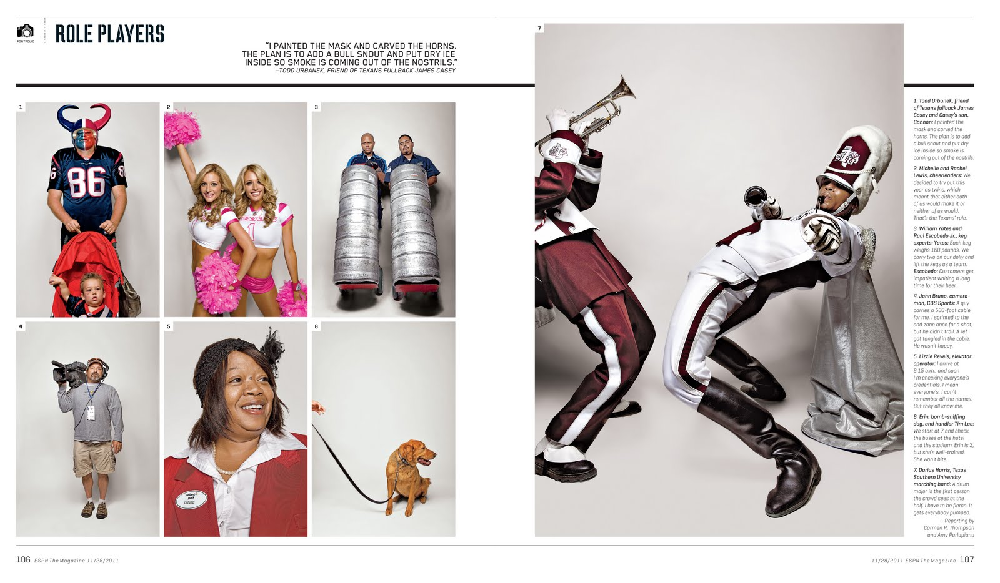 PORTFOLIO
ROLE PLAYERS
"I PAINTED THE MASK AND CARVED THE HORNS.
THE PLAN IS TO ADD A BULL SNOUT AND PUT DRY ICE
INSIDE SO SMOKE IS COMING OUT OF THE NOSTRILS."
—TODD URBANEK, FRIEND OF TEXANS FULLBACK JAMES CASEY
1
86
8
6
2
TEXANS
1
1
3
4
5
reliant
park
LIZZIE
6
7
TSU
1. Todd Urbanek, friend
of Texans fullback James
Casey and Casey's son,
Cannon: I painted the
mask and carved the
horns. The plan is to add
a bull snout and put dry
ice inside so smoke is
coming out of the nostrils.
2. Michelle and Rachel
Lewis, cheerleaders: We
decided to try out this
year as twins, which
meant that either both
of us would make it or
neither of us would.
That's the Texans' rule.
3. William Yates and
Raul Escobedo Jr., keg
experts: Yates: Each keg
weighs 160 pounds. We
carry two on our dolly and
lift the kegs as a team.
Escobedo: Customers get
impatient waiting a long
time for their beer.
4. John Bruno, camera-
man, CBS Sports: A guy
carries a 500-foot cable
for me. I sprinted to the
end zone once for a shot,
but he didn't trail. A ref
got tangled in the cable.
He wasn't happy.
5. Lizzie Revels, elevator
operator: I arrive at
6:15 a.m., and soon
I'm checking everyone's
credentials. I mean
everyone's. I can't
remember all the names.
But they all know me.
6. Erin, bomb-sniffing
dog, and handler Tim Lee:
We start at 7 and check
the buses at the hotel
and the stadium. Erin is 3,
but she's well-trained.
She won't bite.
7. Darius Harris, Texas
Southern University
marching band: A drum
major is the first person
the crowd sees at the
half. I have to be fierce. It
gets everybody pumped.
—Reporting by
Carmen R. Thompson
and Amy Parlapiano
106 ESPN The Magazine 11/28/2011
11/28/2011 ESPN The Magazine 107